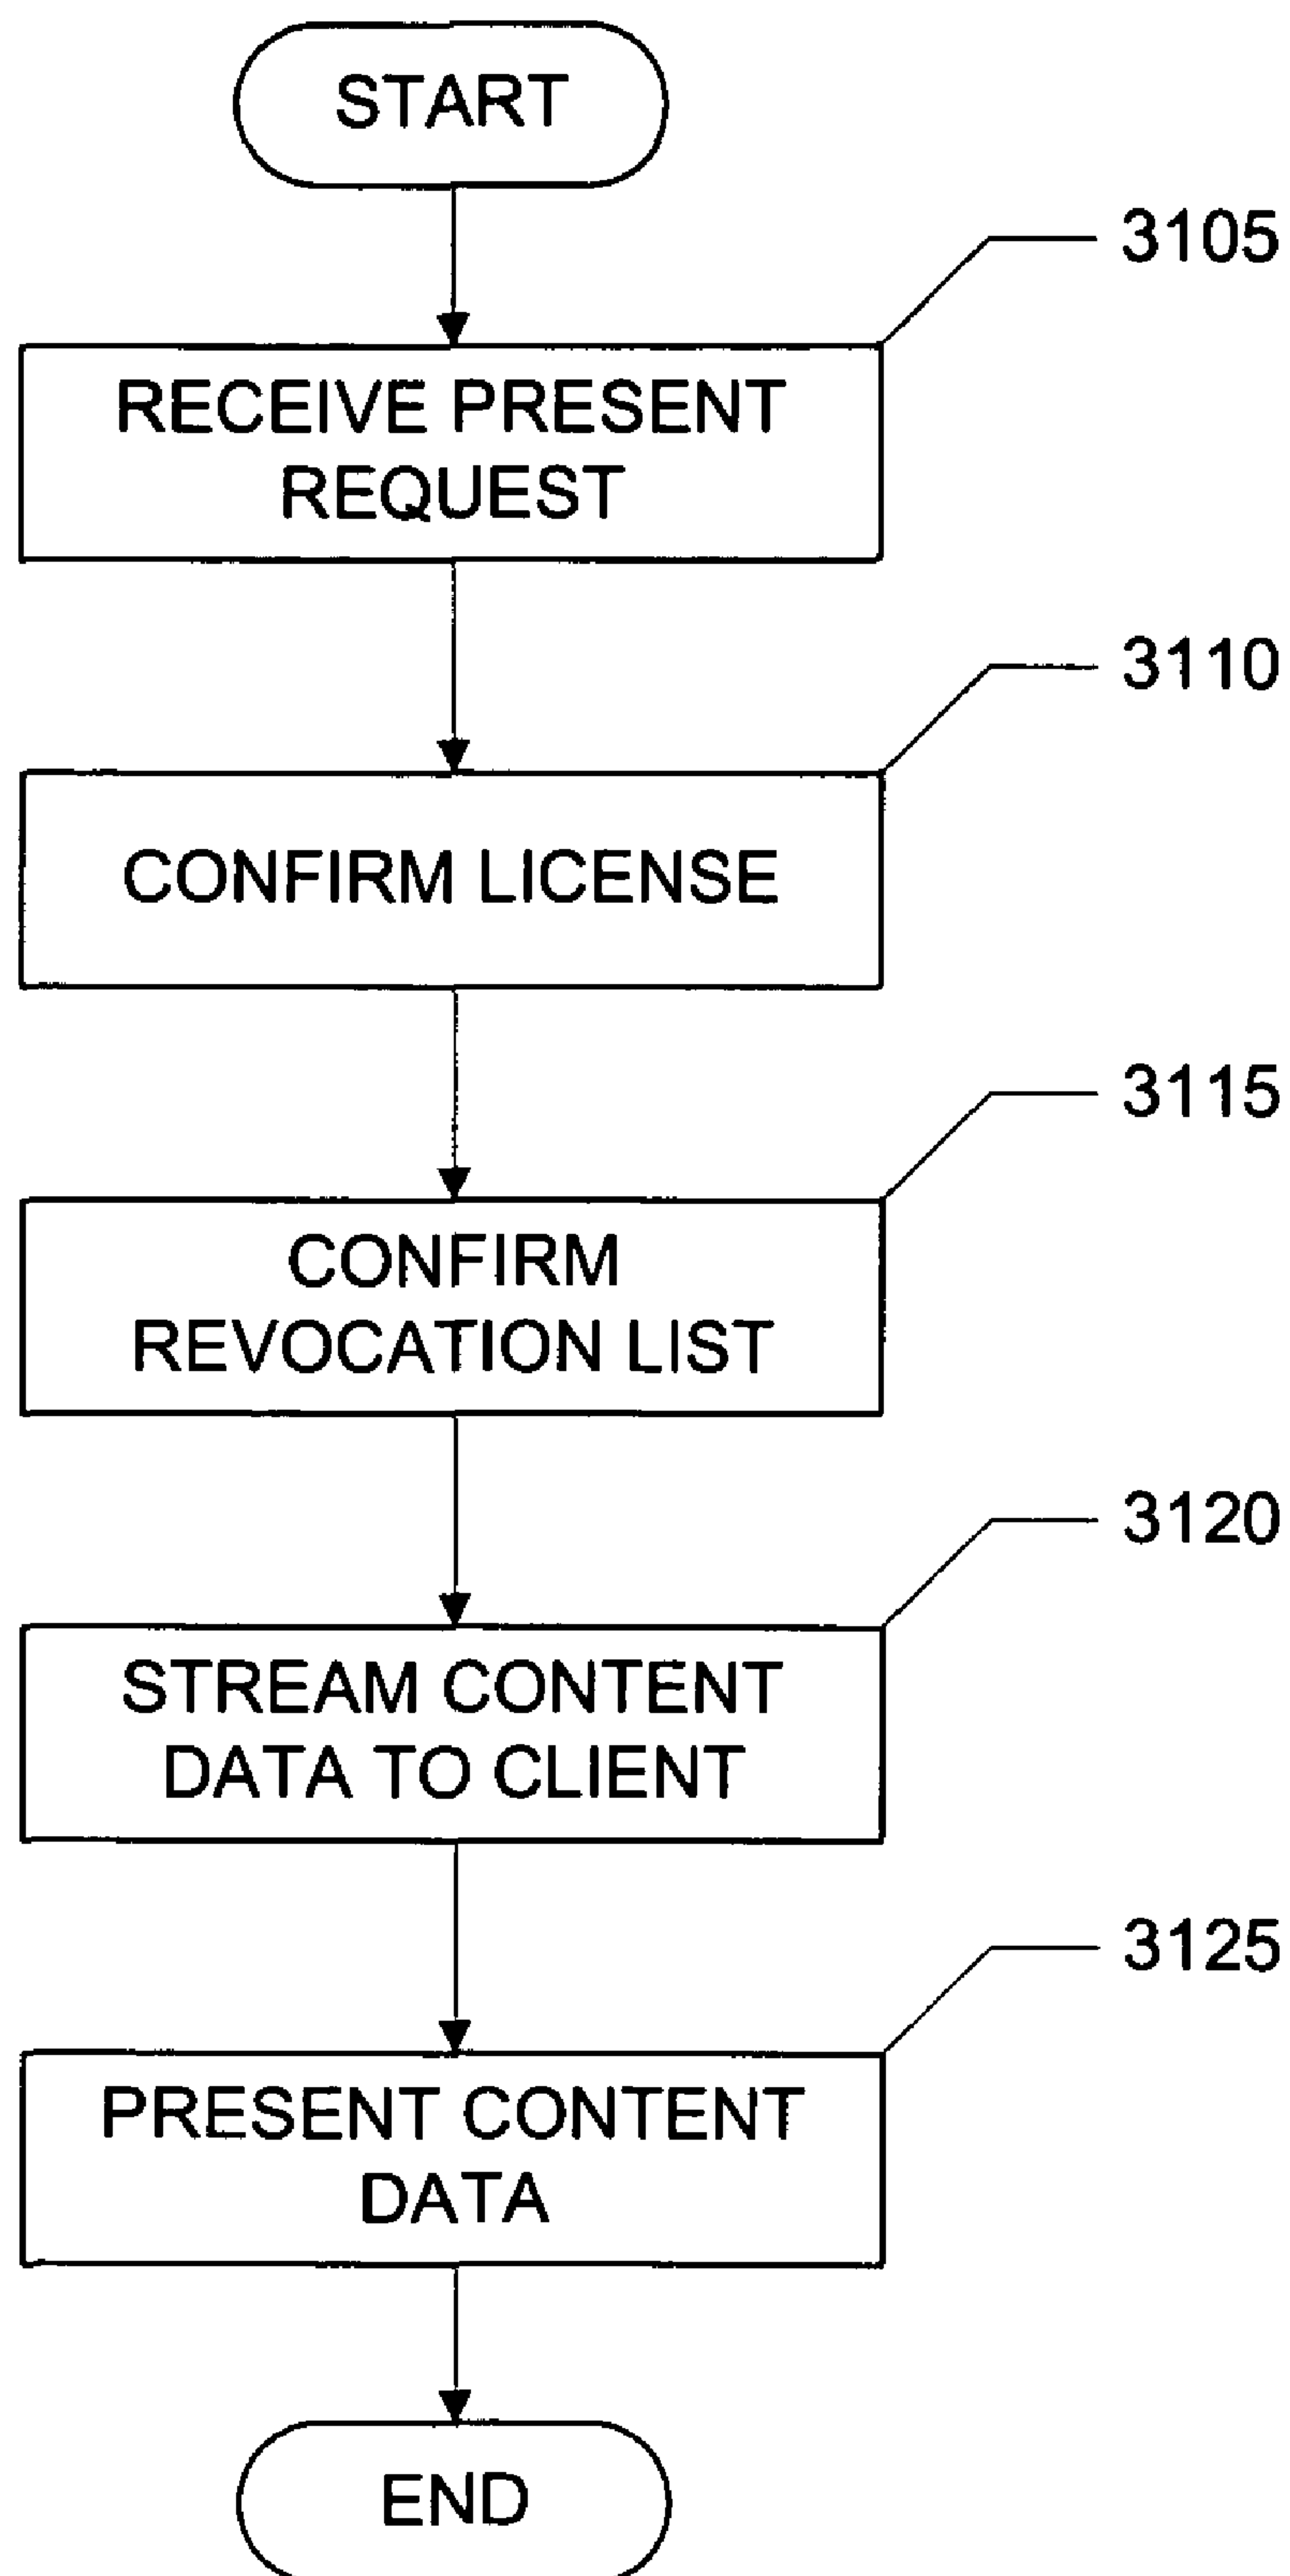 START
3105
RECEIVE PRESENT
REQUEST
3110
CONFIRM LICENSE
3115
CONFIRM
REVOCATION LIST
3120
STREAM CONTENT
DATA TO CLIENT
3125
PRESENT CONTENT
DATA
END